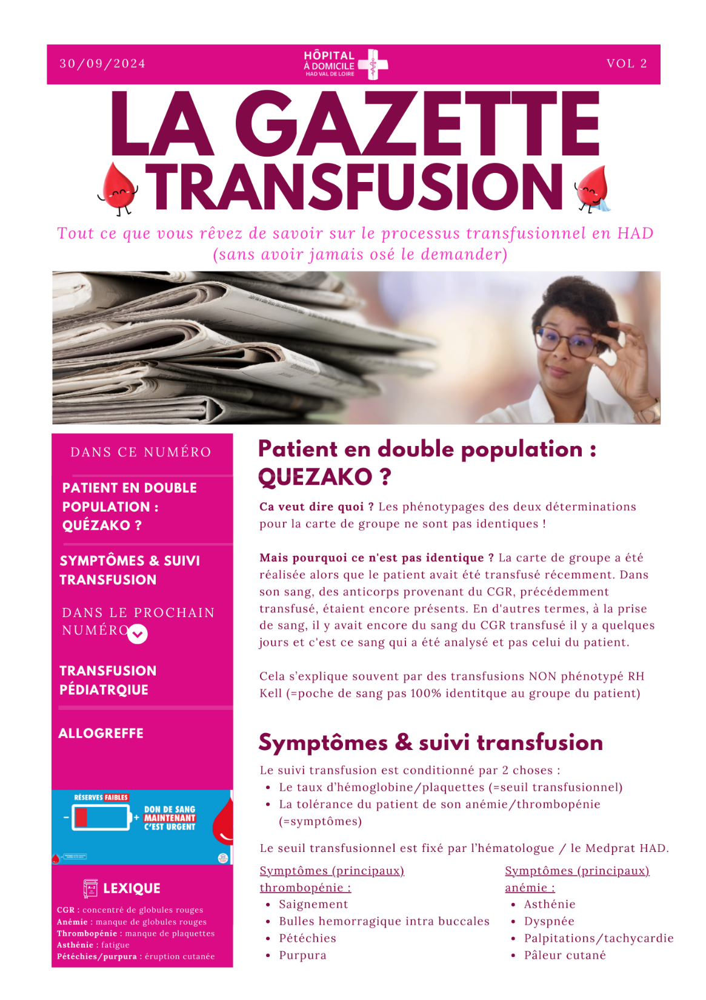 30/09/2024
HÔPITAL
À DOMICILE
HAD VAL DE LOIRE
VOL 2
LA GAZETTE
TRANSFUSION
Tout ce que vous rêvez de savoir sur le processus transfusionnel en HAD
(sans avoir jamais osé le demander)
DANS CE NUMÉRO
PATIENT EN DOUBLE
POPULATION :
QUÉZAKO ?
SYMPTÔMES & SUIVI
TRANSFUSION
DANS LE PROCHAIN
NUMÉRO
TRANSFUSION
PÉDIATRQIUE
ALLOGREFFE
RÉSERVES FAIBLES
DON DE SANG
MAINTENANT
C'EST URGENT
LEXIQUE
CGR : concentré de globules rouges
Anémie : manque de globules rouges
Thrombopénie : manque de plaquettes
Asthénie : fatigue
Pétéchies/purpura : éruption cutanée
Patient en double population :
QUEZAKO ?
Ca veut dire quoi ? Les phénotypages des deux déterminations
pour la carte de groupe ne sont pas identiques !
Mais pourquoi ce n'est pas identique ? La carte de groupe a été
réalisée alors que le patient avait été transfusé récemment. Dans
son sang, des anticorps provenant du CGR, précédemment
transfusé, étaient encore présents. En d'autres termes, à la prise
de sang, il y avait encore du sang du CGR transfusé il y a quelques
jours et c'est ce sang qui a été analysé et pas celui du patient.
Cela s’explique souvent par des transfusions NON phénotypé RH
Kell (=poche de sang pas 100% identitque au groupe du patient)
Symptômes & suivi transfusion
Le suivi transfusion est conditionné par 2 choses :
• Le taux d’hémoglobine/plaquettes (=seuil transfusionnel)
• La tolérance du patient de son anémie/thrombopénie
(=symptômes)
Le seuil transfusionnel est fixé par l’hématologue / le Medprat HAD.
Symptômes (principaux)
thrombopénie :
• Saignement
• Bulles hemorragique intra buccales
• Pétéchies
• Purpura
Symptômes (principaux)
anémie :
• Asthénie
• Dyspnée
• Palpitations/tachycardie
• Pâleur cutané